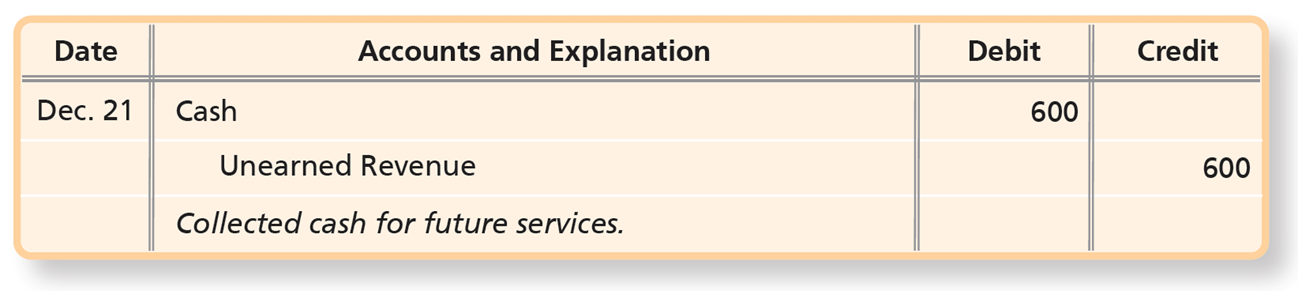 Date Accounts and Explanation Debit Credit
Dec. 21 Cash 600
Unearned Revenue 600
Collected cash for future services.